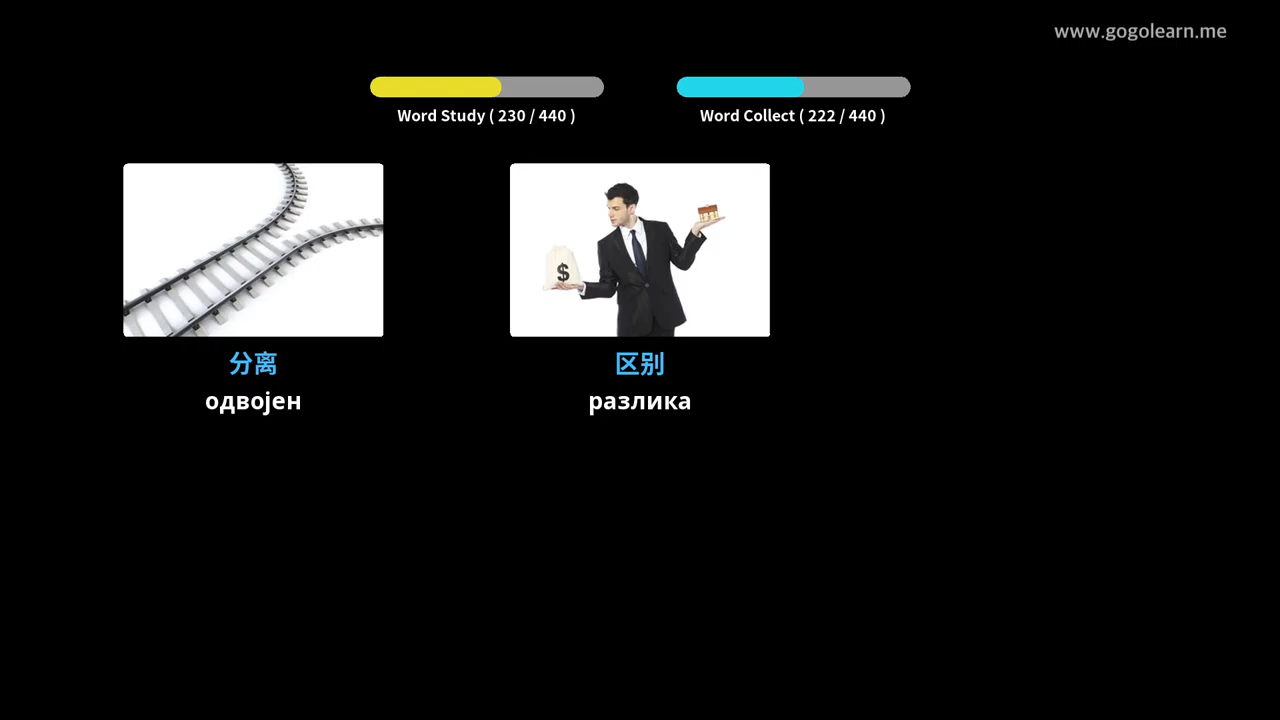 www.gogolearn.me
Word Study ( 230 / 440 )
Word Collect ( 222 / 440 )
$
分离
одвојен
区别
разлика